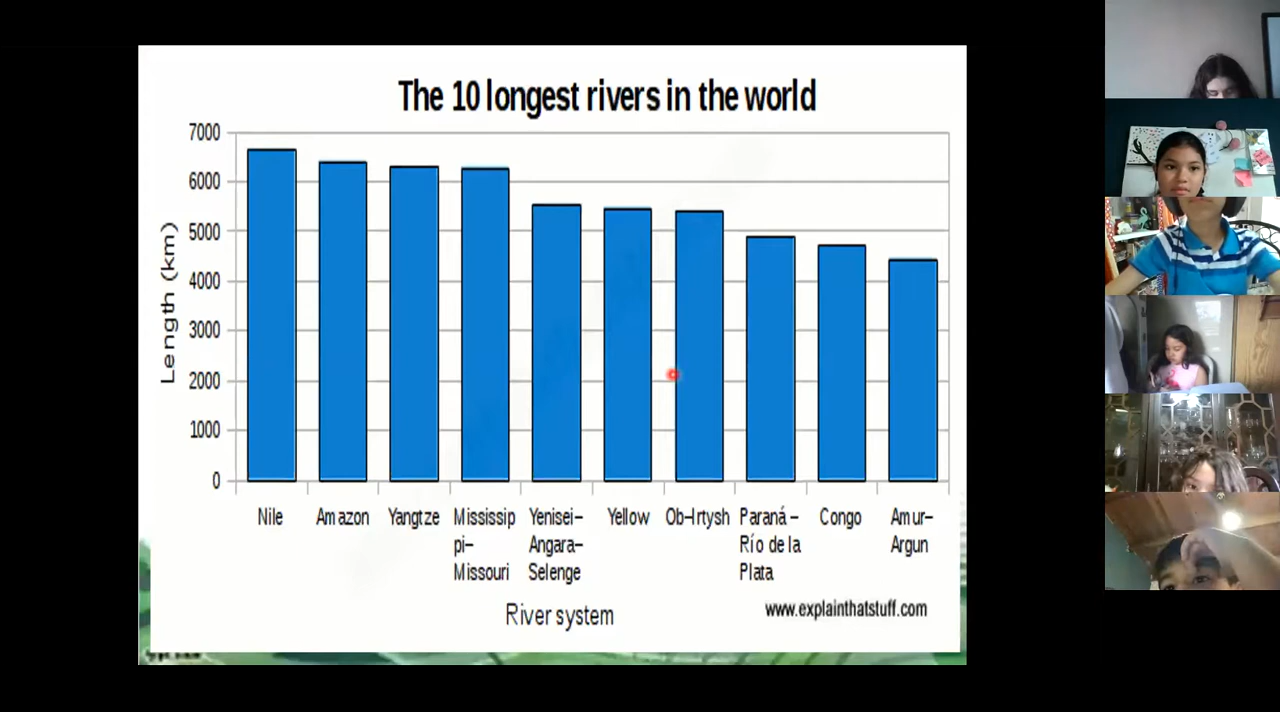 The 10 longest rivers in the world
7000
6000
5000
4000
3000
2000
1000
0
Length (km)
Nile
Amazon
Yangtze
Mississip
pi–
Missouri
Yenisei–
Angara–
Selenge
Yellow
Ob–Irtysh
Paraná –
Río de la
Plata
Congo
Amur–
Argun
River system
www.explainthatstuff.com